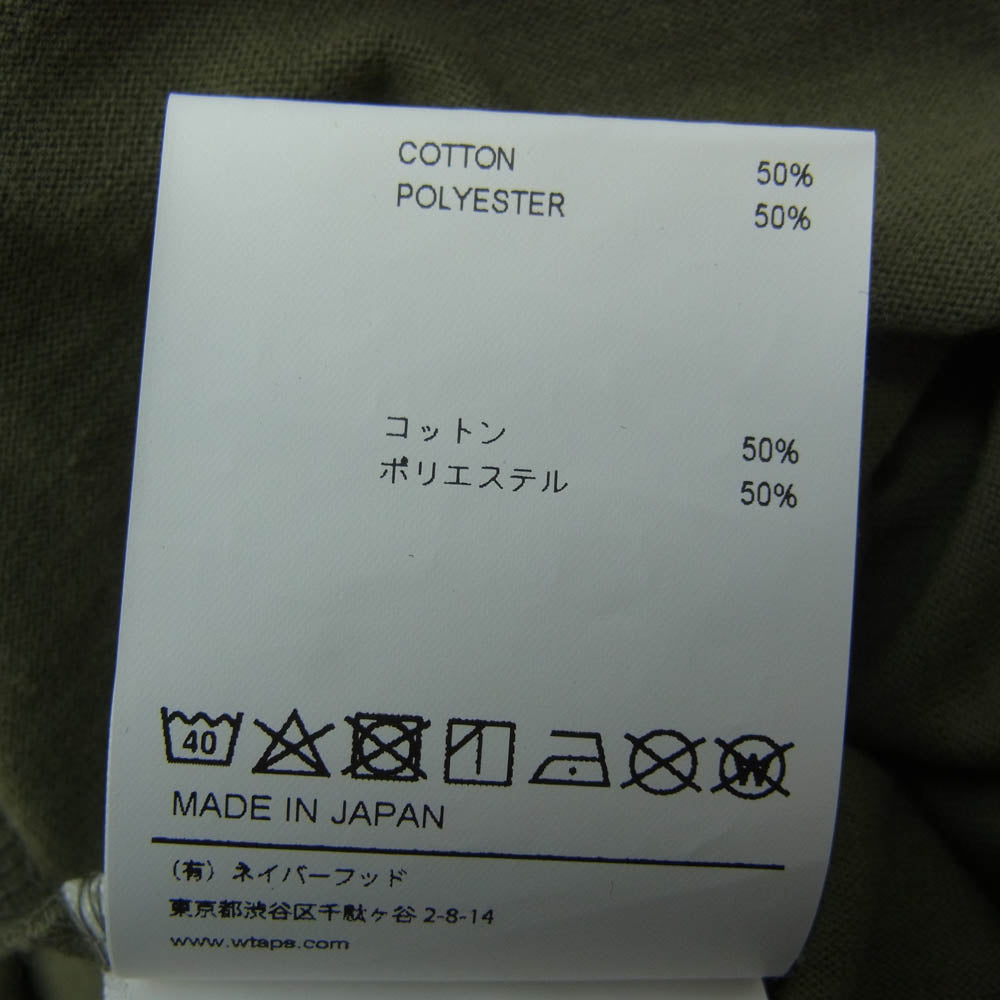 COTTON 50%
POLYESTER 50%
コットン 50%
ポリエステル 50%
40 W
MADE IN JAPAN
(有) ネイバーフッド
東京都渋谷区千駄ヶ谷 2-8-14
www.wtaps.com